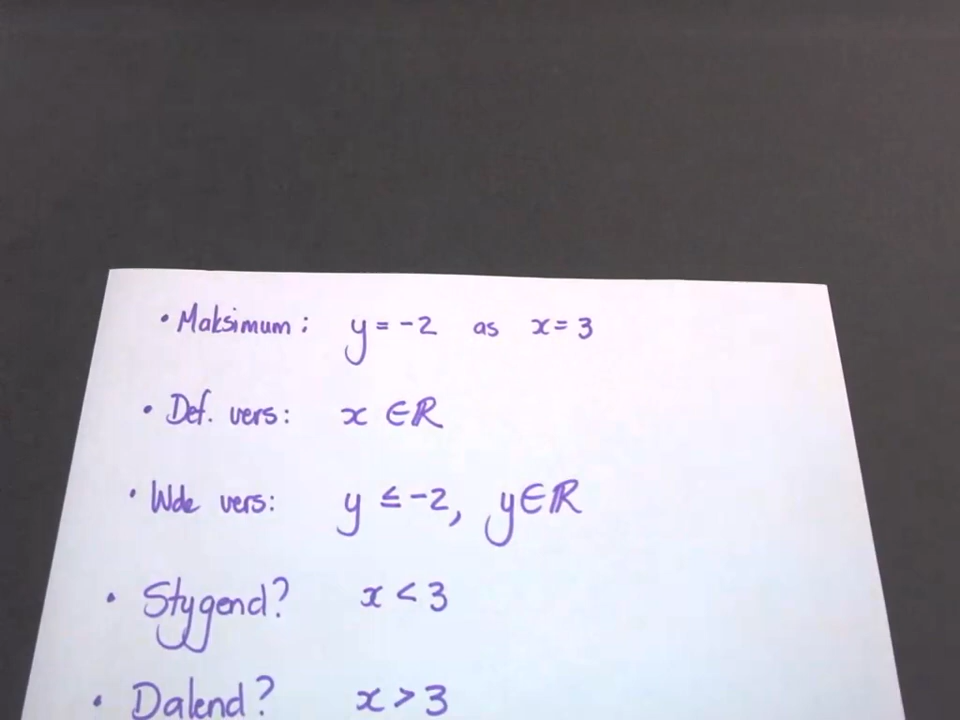 • Maksimum: y = -2 as x = 3
• Def. vers: x ∈ ℝ
• Wde vers: y ≤ -2, y ∈ ℝ
• Stygend? x < 3
• Dalend? x > 3